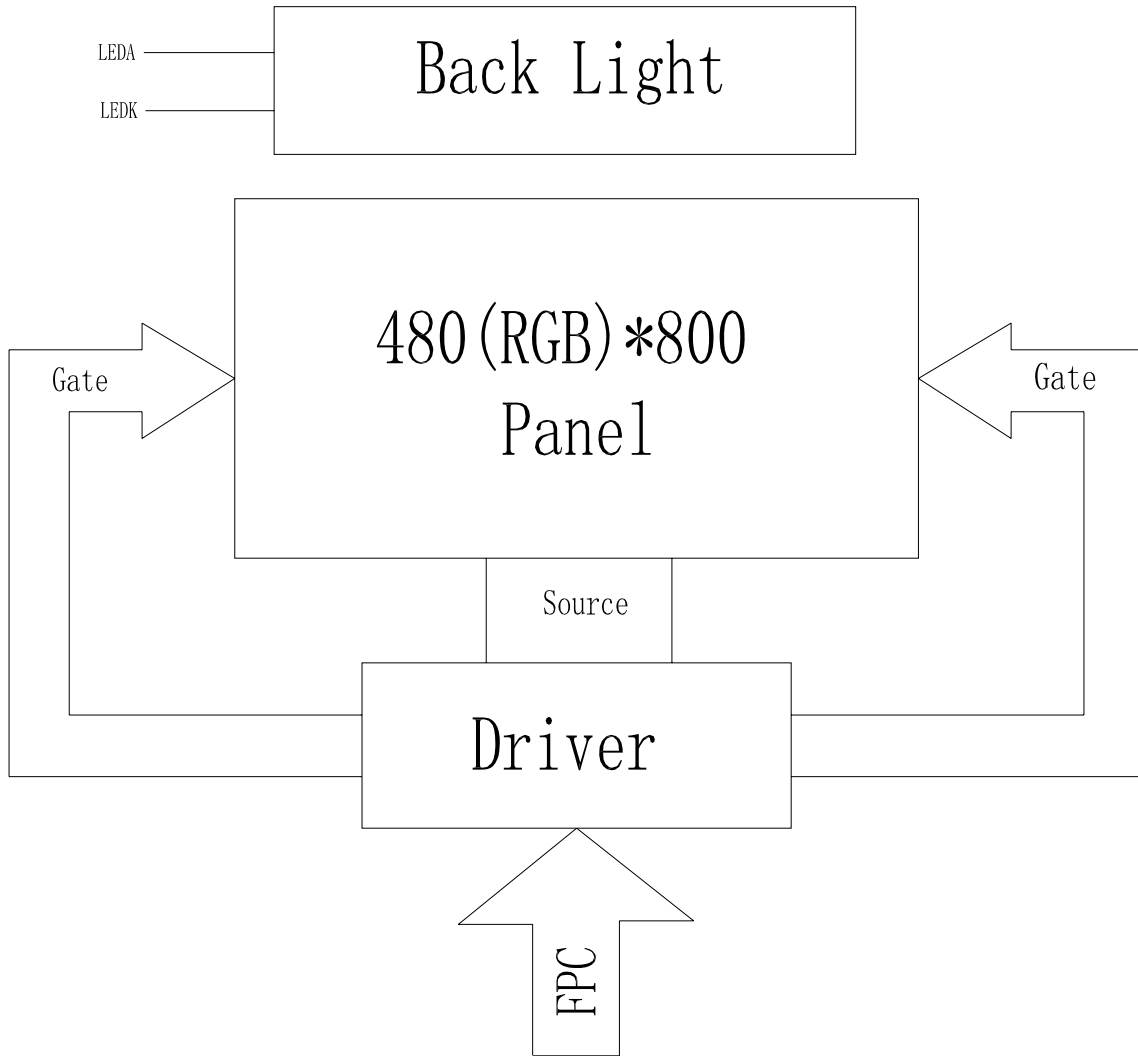 LEDA
Back Light
LEDK
480(RGB)*800
Panel
Gate
Gate
Source
Driver
FPC